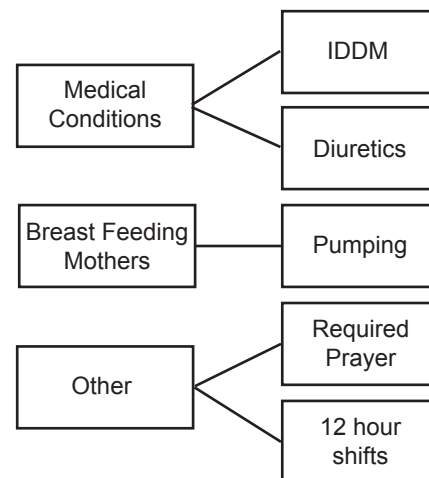 IDDM
Medical
Conditions
Diuretics
Breast Feeding
Mothers
Pumping
Required
Prayer
Other
12 hour
shifts